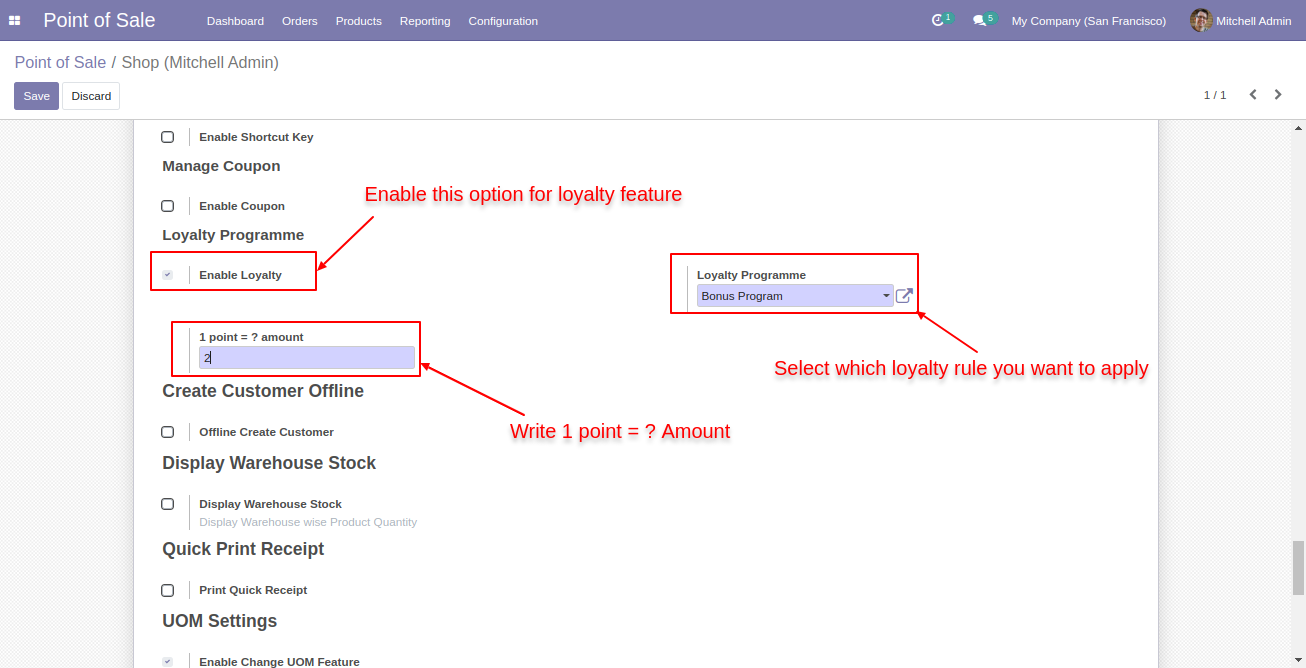 Point of Sale Dashboard Orders Products Reporting Configuration 1 5 My Company (San Francisco) Mitchell Admin
Point of Sale / Shop (Mitchell Admin)
Save Discard 1 / 1
Enable Shortcut Key
Manage Coupon
Enable this option for loyalty feature
Enable Coupon
Loyalty Programme
Enable Loyalty
Loyalty Programme
Bonus Program
1 point = ? amount
2
Select which loyalty rule you want to apply
Create Customer Offline
Write 1 point = ? Amount
Offline Create Customer
Display Warehouse Stock
Display Warehouse Stock
Display Warehouse wise Product Quantity
Quick Print Receipt
Print Quick Receipt
UOM Settings
Enable Change UOM Feature